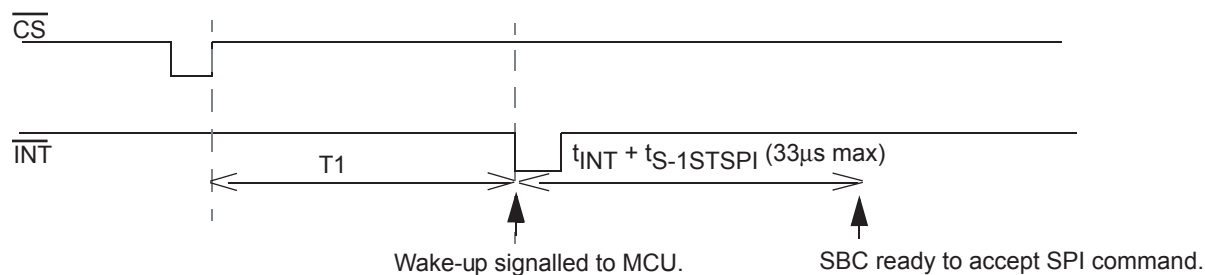 CS
INT
T1
tINT + tS-1STSPI (33µs max)
Wake-up signalled to MCU.
SBC ready to accept SPI command.